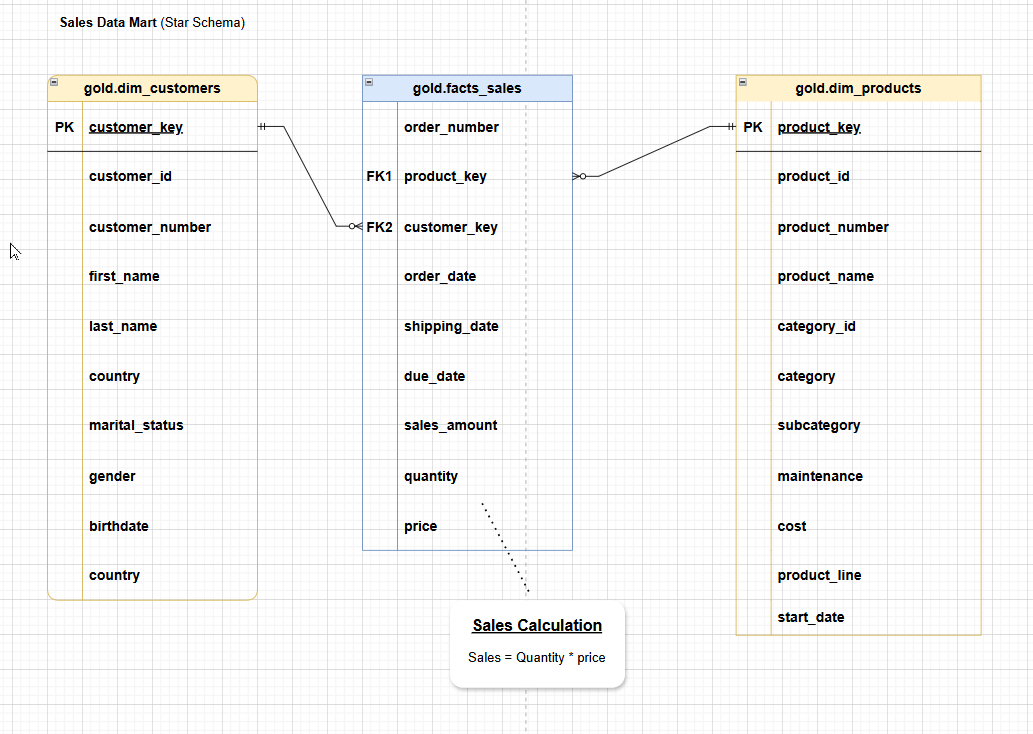 Sales Data Mart (Star Schema)
gold.dim_customers
PK customer_key
customer_id
customer_number
first_name
last_name
country
marital_status
gender
birthdate
country
gold.facts_sales
order_number
FK1 product_key
FK2 customer_key
order_date
shipping_date
due_date
sales_amount
quantity
price
Sales Calculation
Sales = Quantity * price
gold.dim_products
PK product_key
product_id
product_number
product_name
category_id
category
subcategory
maintenance
cost
product_line
start_date